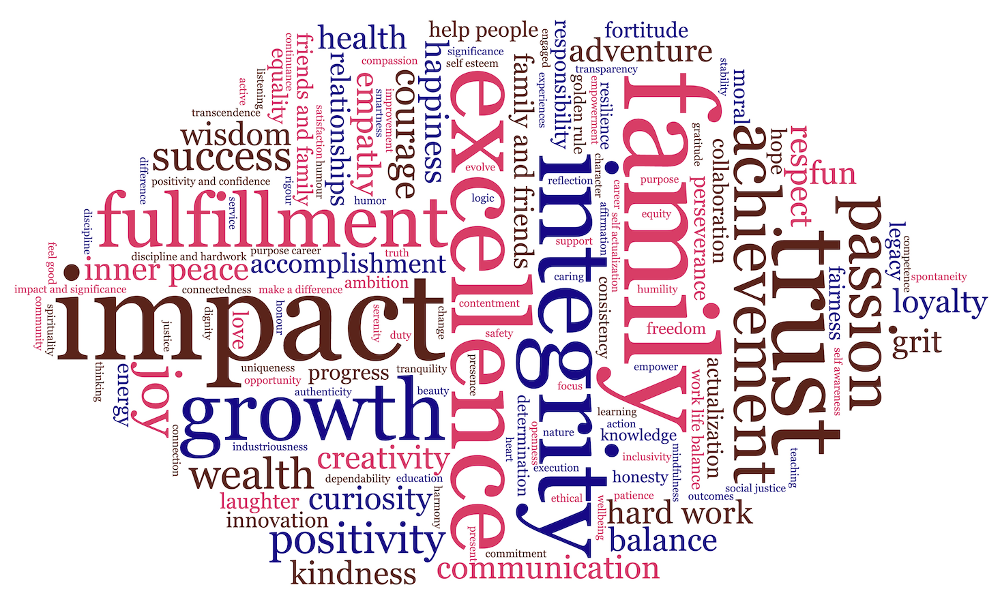 health
help people
fortitude
adventure
responsibility
engaged
happiness
significance
self esteem
transparency
stability
moral
friends and family
continuance
equality
listening
active
relationships
compassion
empathy
smartness
improvement
courage
excellence
family and friends
experiences
golden rule
empowerment
resilience
family
transcendence
wisdom
success
satisfaction
humour
difference
positivity and confidence
rigour
humor
evolve
logic
reflection
character
affirmation
gratitude
purpose
equity
perseverance
collaboration
achievement
hope
respect
fun
fulfillment
service
discipline
discipline and hardwork
purpose career
truth
Integrity
support
career self actualization
trust
passion
legacy
competence
spontaneity
feel good
inner peace
accomplishment
impact and significance
connectedness
make a difference
ambition
contentment
caring
consistency
humility
freedom
fairness
loyalty
grit
community
spirituality
impact
justice
dignity
love
honour
serenity
duty
change
safety
thinking
energy
joy
uniqueness
opportunity
progress
tranquility
presence
authenticity
beauty
focus
empower
work life balance
actualization
self awareness
growth
connection
industriousness
determination
openness
nature
learning
action
knowledge
heart
inclusivity
mindfulness
teaching
wealth
creativity
dependability
education
execution
honesty
social justice
laughter
curiosity
harmony
ethical
wellbeing
patience
outcomes
innovation
positivity
present
hard work
balance
commitment
kindness
communication